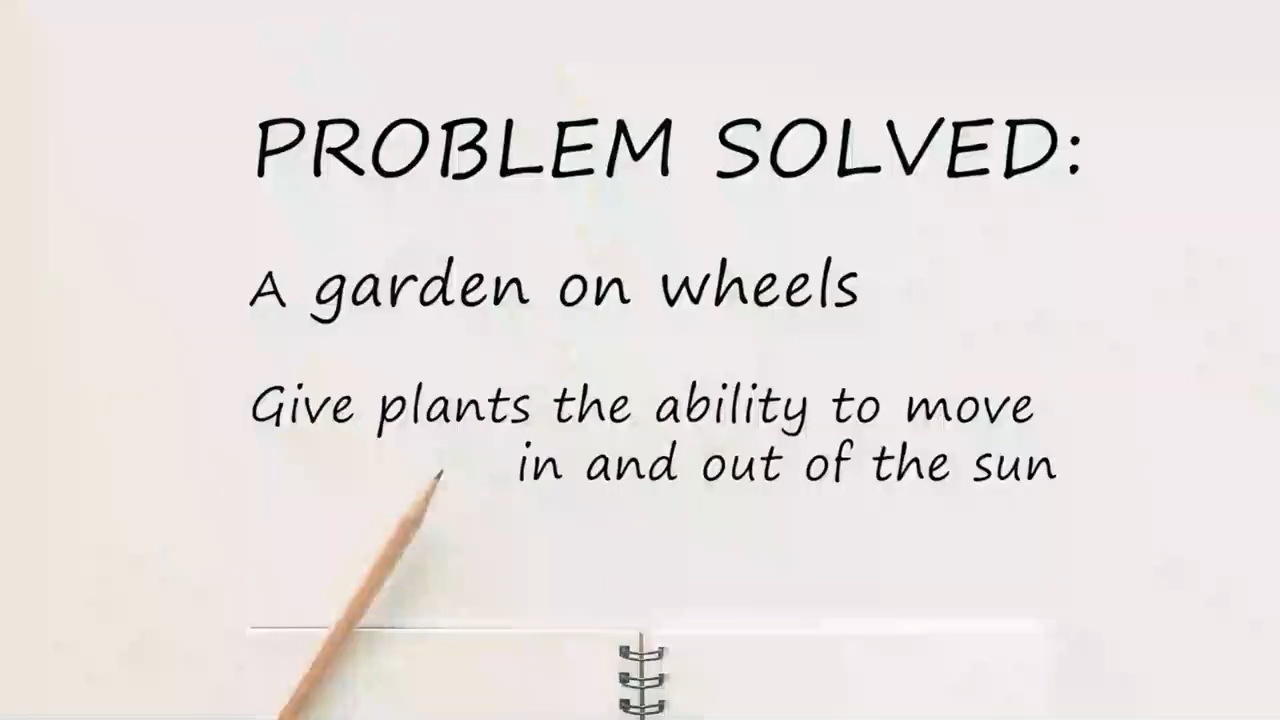 PROBLEM SOLVED:
A garden on wheels
Give plants the ability to move
in and out of the sun